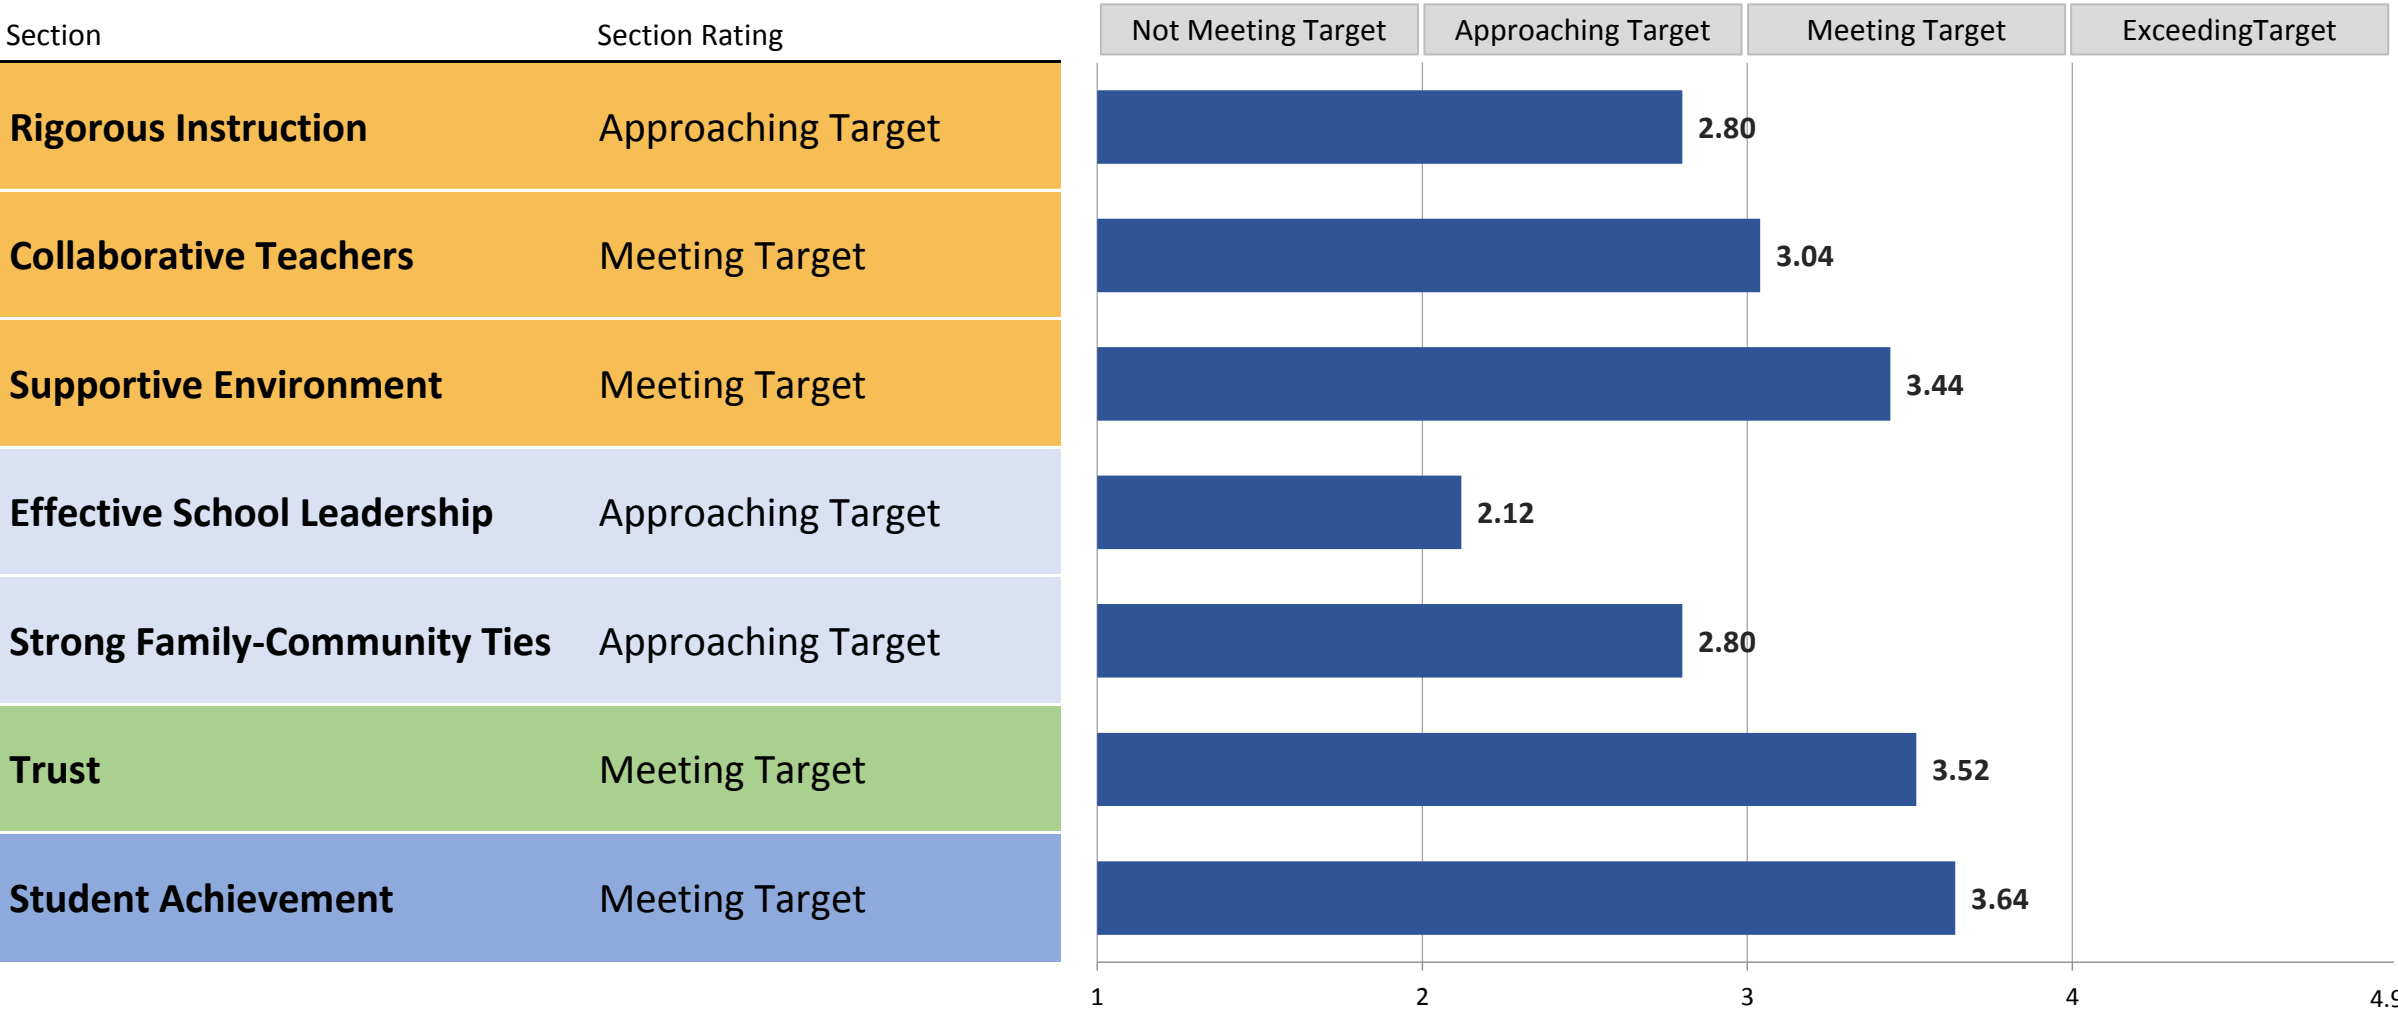 Section Section Rating Not Meeting Target Approaching Target Meeting Target ExceedingTarget
Rigorous Instruction Approaching Target 2.80
Collaborative Teachers Meeting Target 3.04
Supportive Environment Meeting Target 3.44
Effective School Leadership Approaching Target 2.12
Strong Family-Community Ties Approaching Target 2.80
Trust Meeting Target 3.52
Student Achievement Meeting Target 3.64
1 2 3 4 4.9